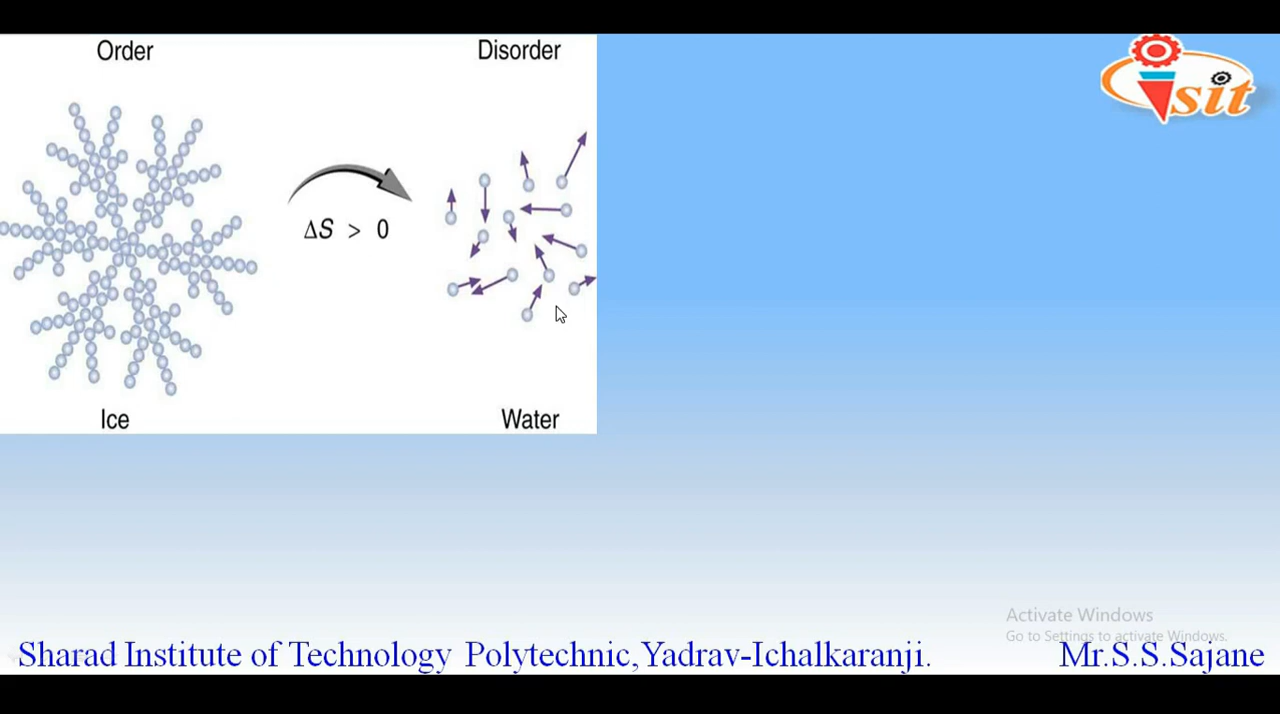 Order
Disorder
sit
ΔS > 0
Ice
Water
Activate Windows
Go to Settings to activate Windows.
Sharad Institute of Technology Polytechnic,Yadrav-Ichalkaranji.
Mr.S.S.Sajane